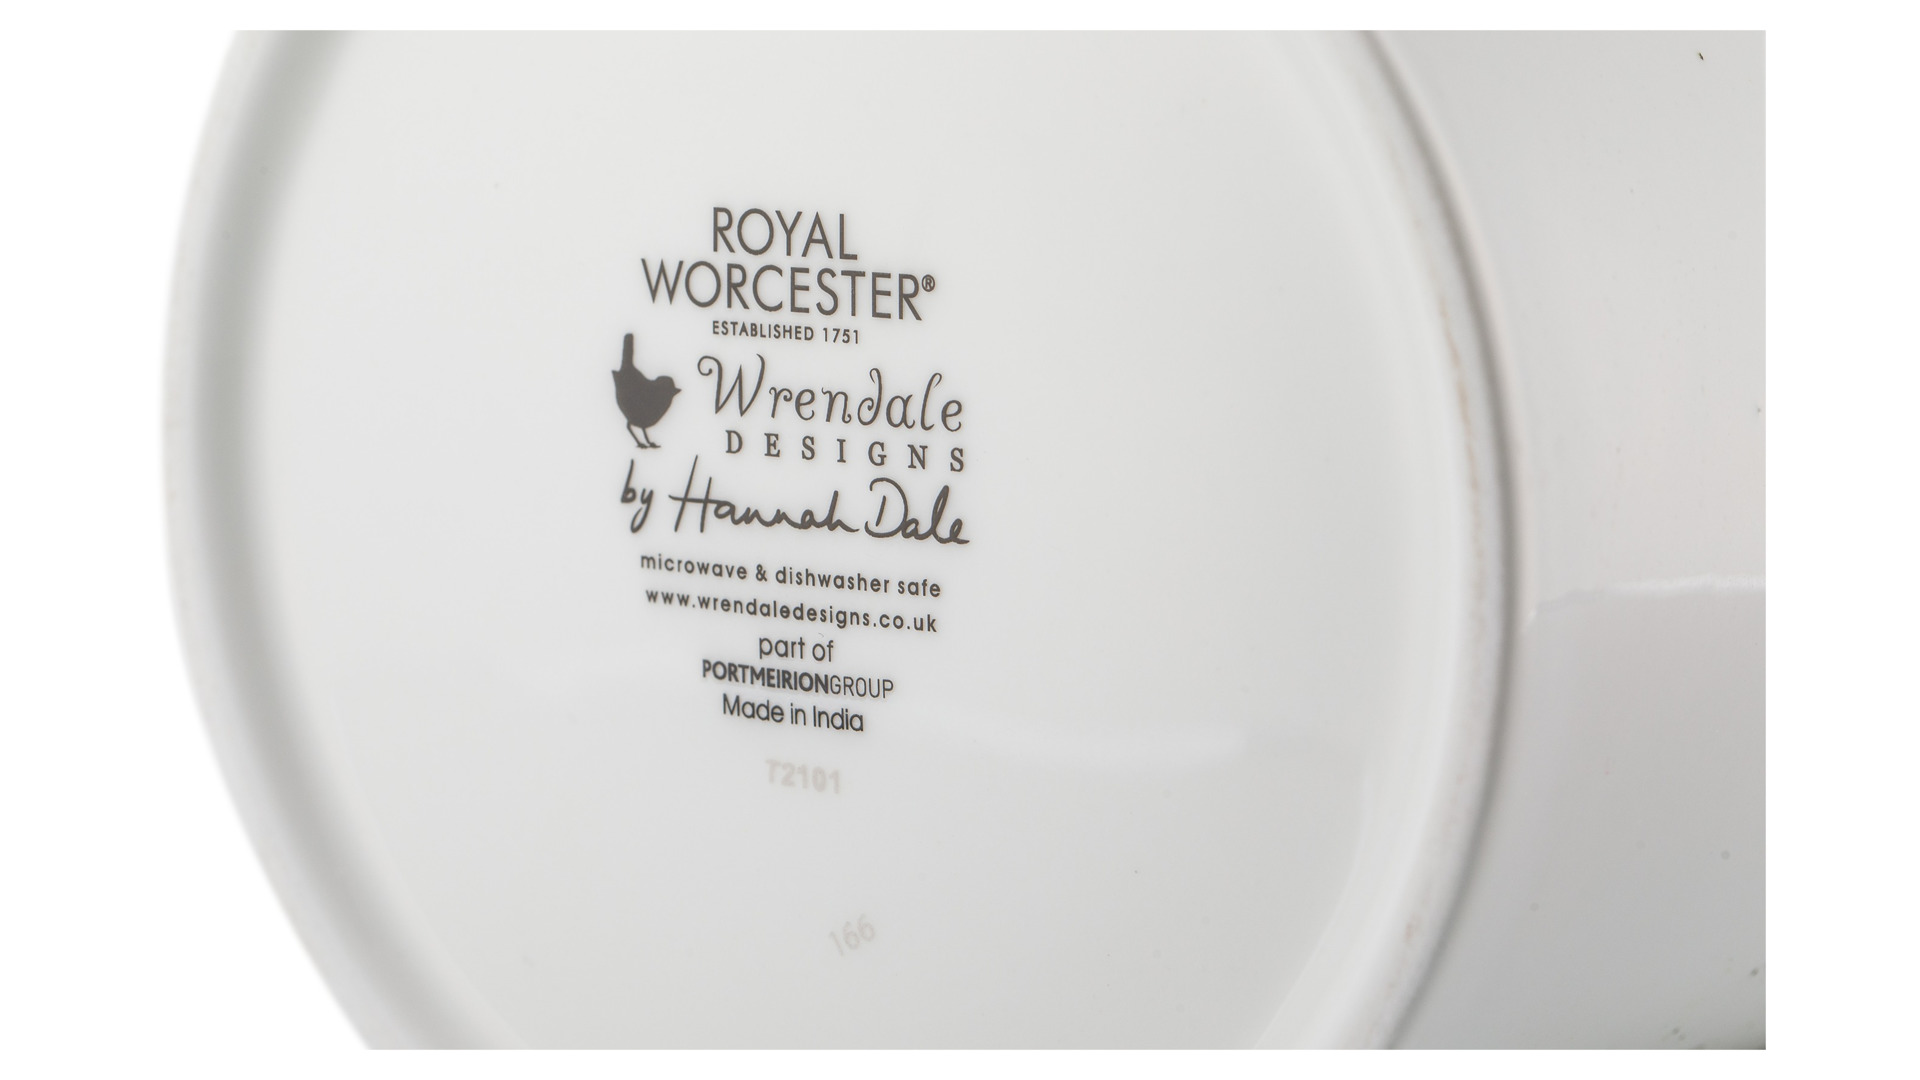 ROYAL
WORCESTER®
ESTABLISHED 1751
Wrendale
DESIGNS
by Hannah Dale
microwave & dishwasher safe
www.wrendaledesigns.co.uk
part of
PORTMEIRIONGROUP
Made in India
T2101
166